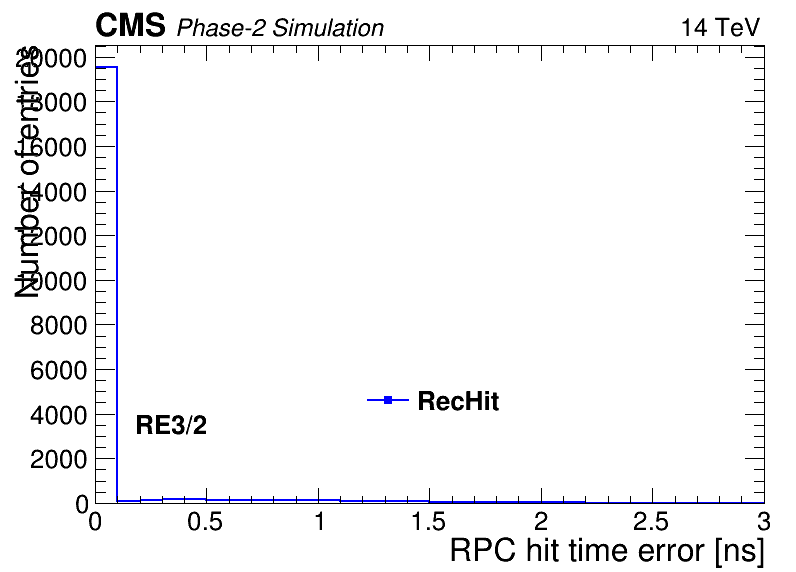 CMS Phase-2 Simulation 14 TeV
Number of entries
20000
18000
16000
14000
12000
10000
8000
6000
4000
2000
0
RecHit
RE3/2
0 0.5 1 1.5 2 2.5 3
RPC hit time error [ns]